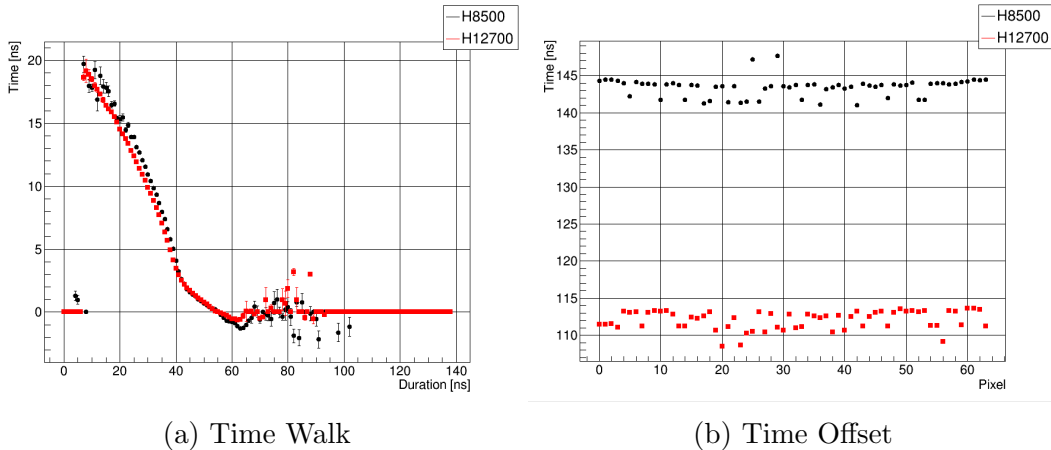 H8500
H12700
Time [ns]
20
15
10
5
0
0 20 40 60 80 100 120 140
Duration [ns]
(a) Time Walk
H8500
H12700
Time [ns]
145
140
135
130
125
120
115
110
0 10 20 30 40 50 60
Pixel
(b) Time Offset